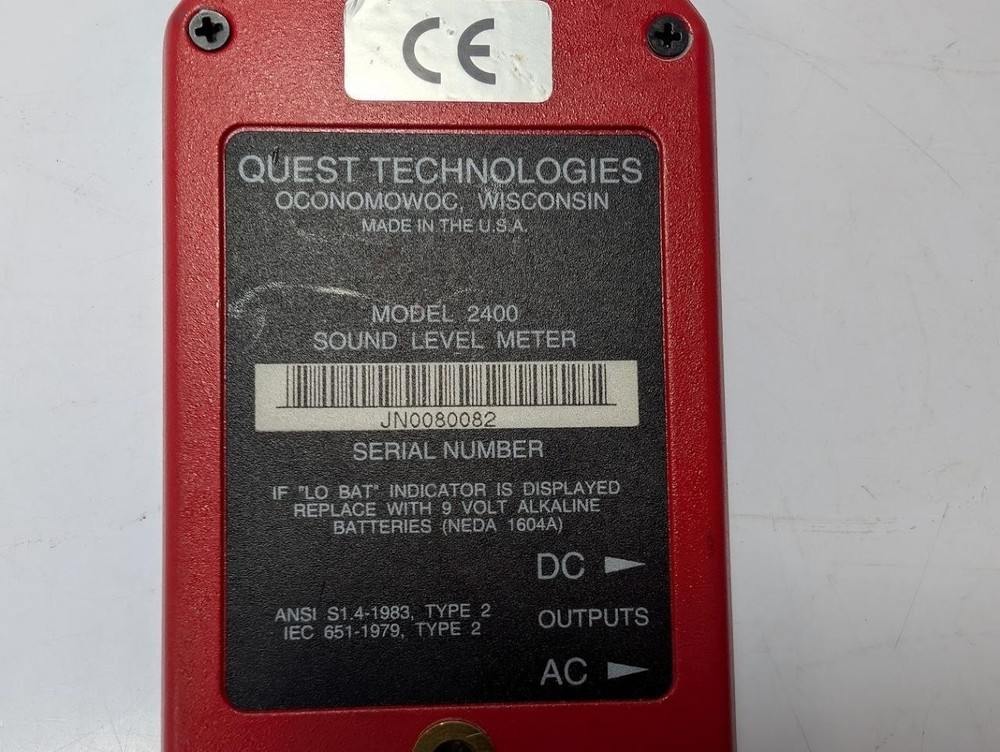 CE
QUEST TECHNOLOGIES
OCONOMOWOC, WISCONSIN
MADE IN THE U.S.A.
MODEL 2400
SOUND LEVEL METER
JN0080082
SERIAL NUMBER
IF "LO BAT" INDICATOR IS DISPLAYED
REPLACE WITH 9 VOLT ALKALINE
BATTERIES (NEDA 1604A)
DC
ANSI S1.4-1983, TYPE 2
IEC 651-1979, TYPE 2
OUTPUTS
AC